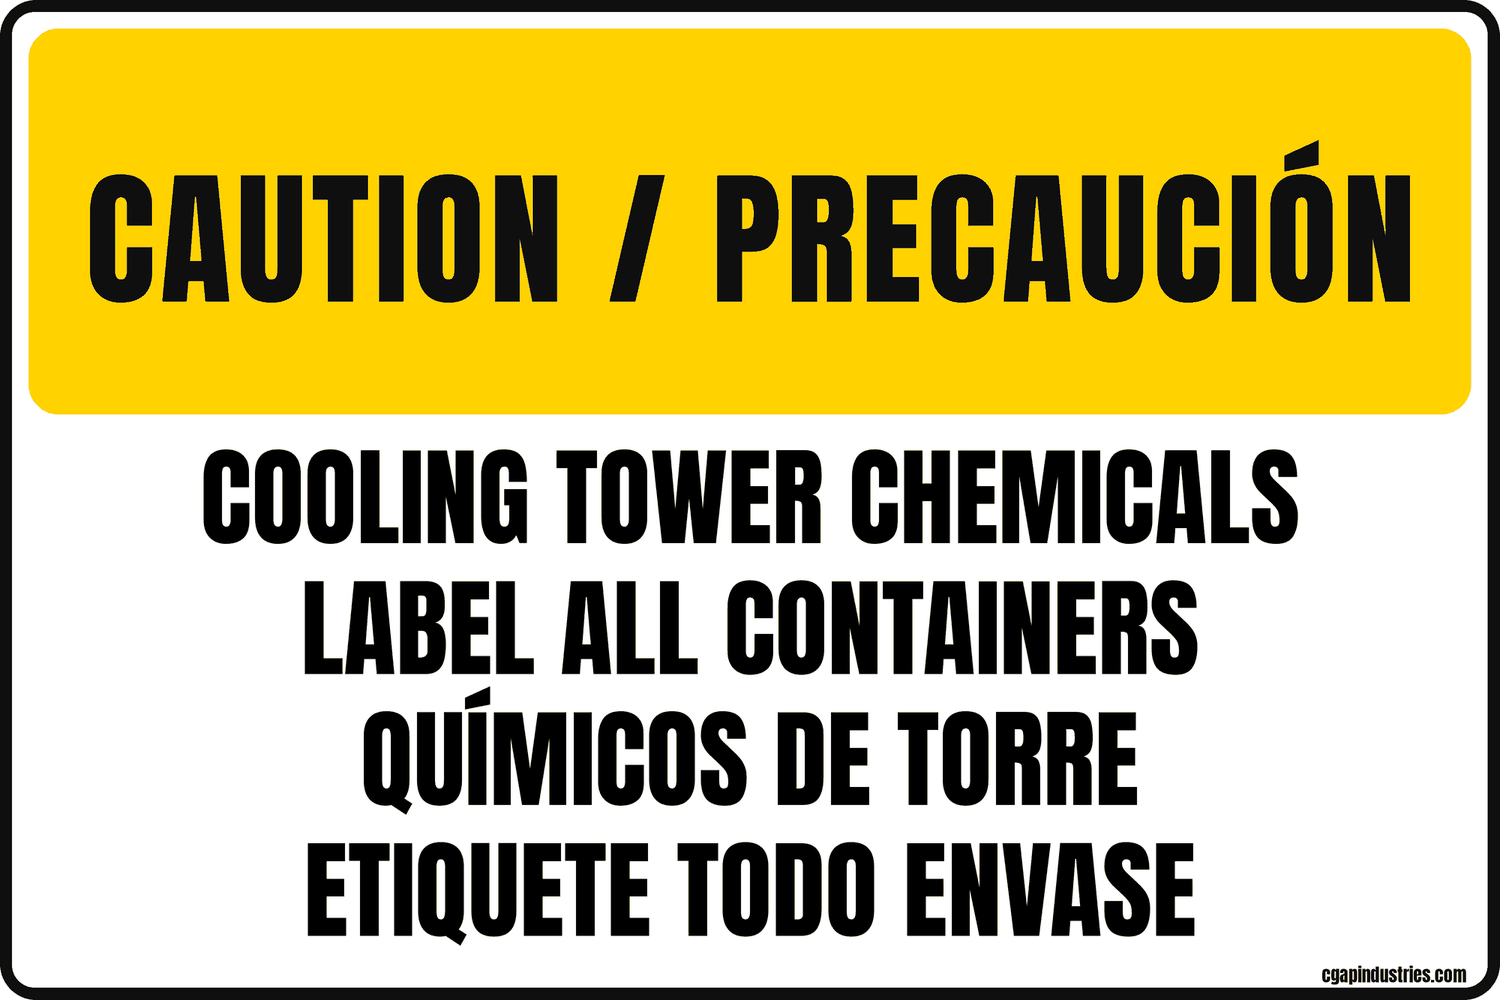 CAUTION / PRECAUCIÓN
COOLING TOWER CHEMICALS
LABEL ALL CONTAINERS
QUÍMICOS DE TORRE
ETIQUETE TODO ENVASE
cgapindustries.com